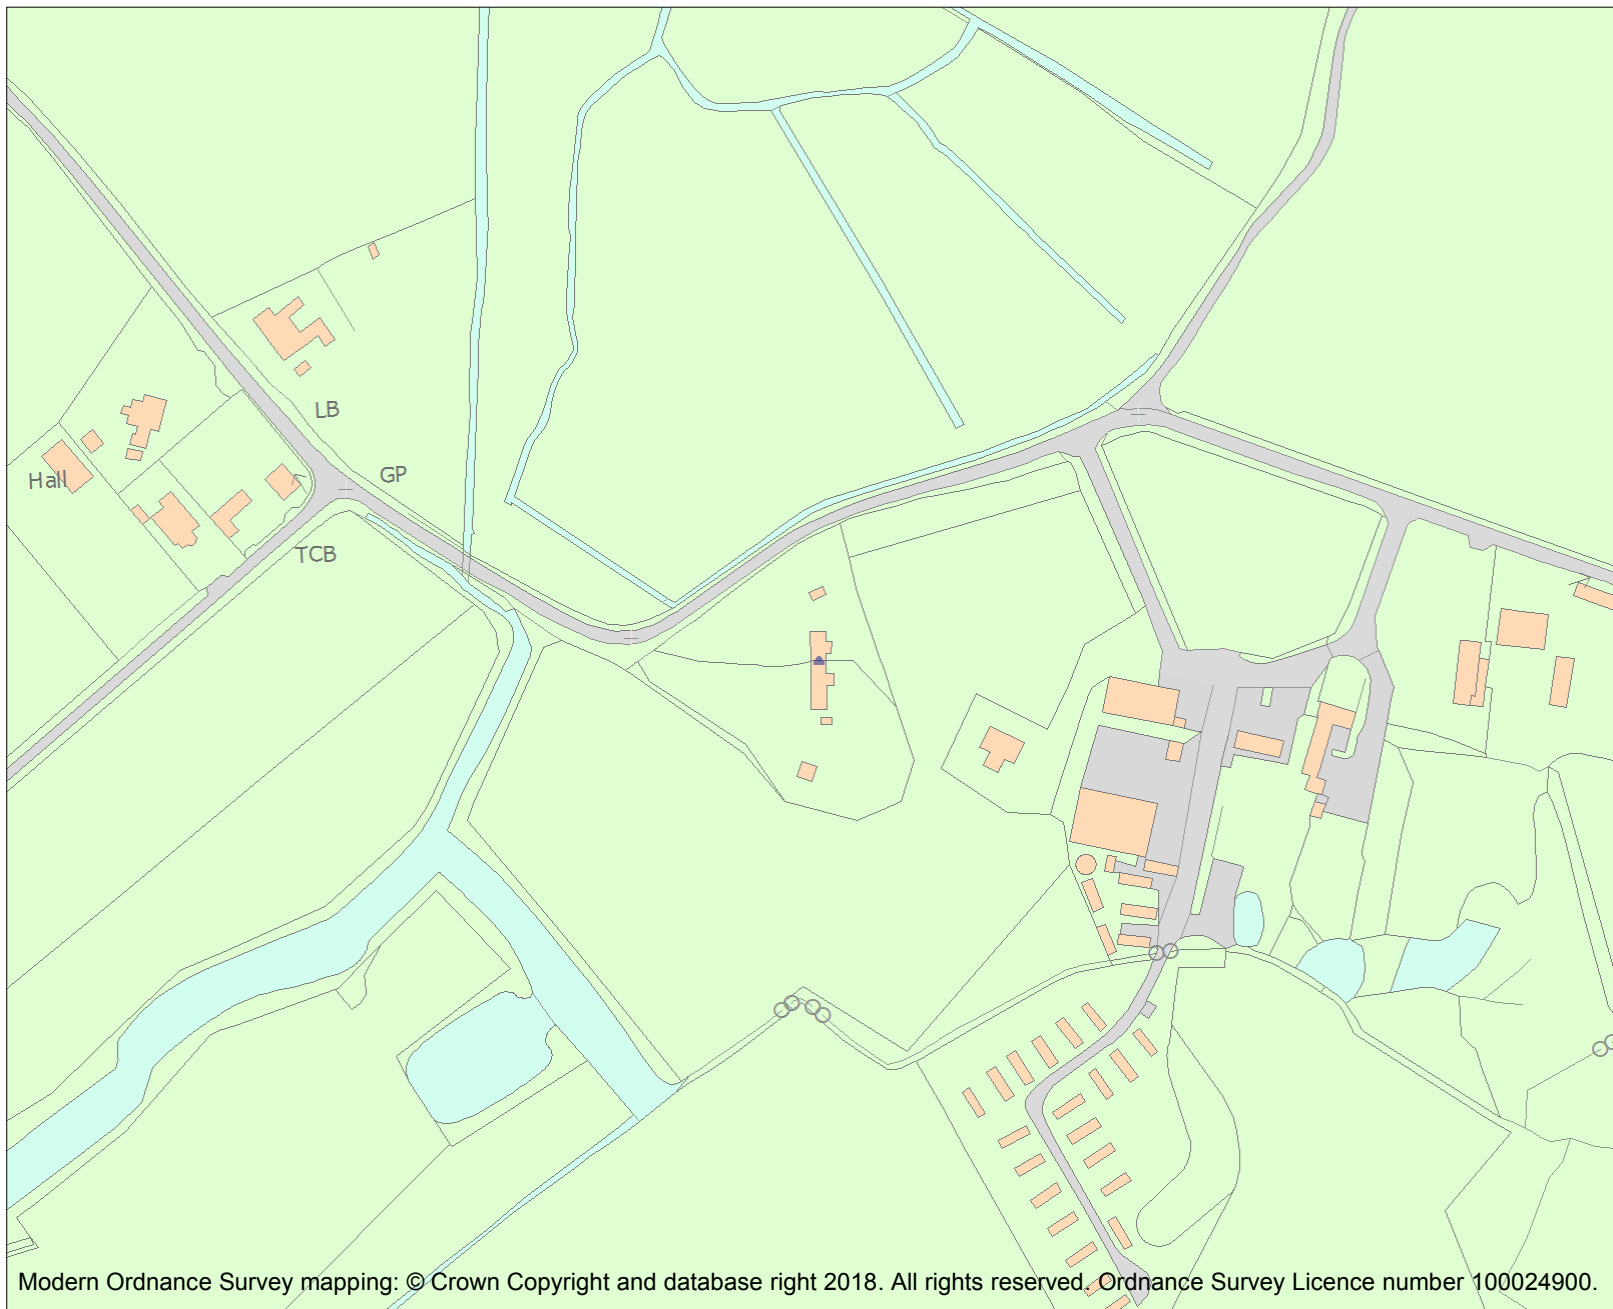 LB
GP
Hall
TCB
Modern Ordnance Survey mapping: © Crown Copyright and database right 2018. All rights reserved. Ordnance Survey Licence number 100024900.